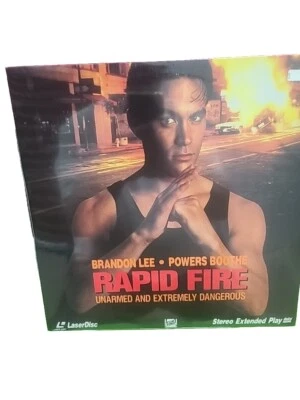 BRANDON LEE • POWERS BOOTHE
RAPID FIRE
UNARMED AND EXTREMELY DANGEROUS
LaserDisc
Stereo Extended Play